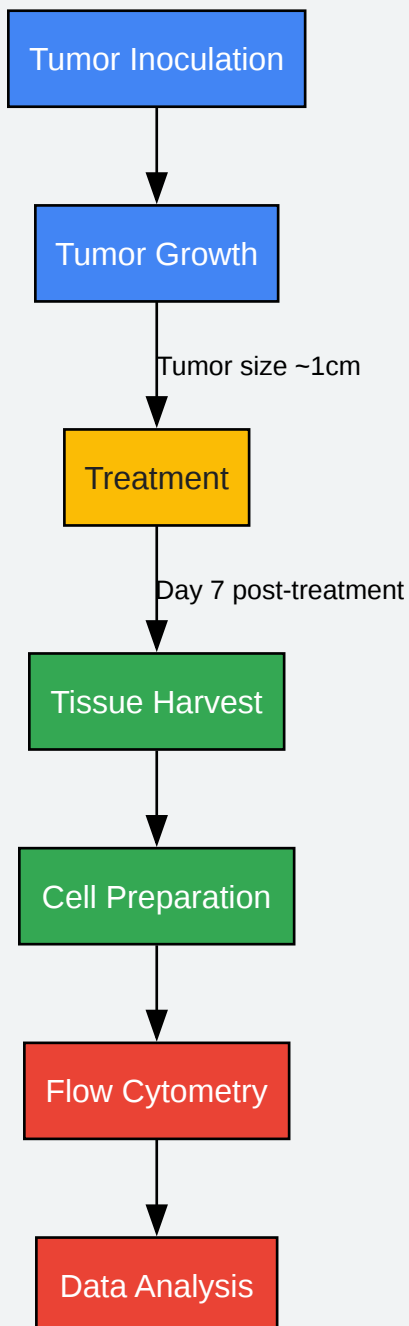 Tumor Inoculation
Tumor Growth
Tumor size ~1cm
Treatment
Day 7 post-treatment
Tissue Harvest
Cell Preparation
Flow Cytometry
Data Analysis